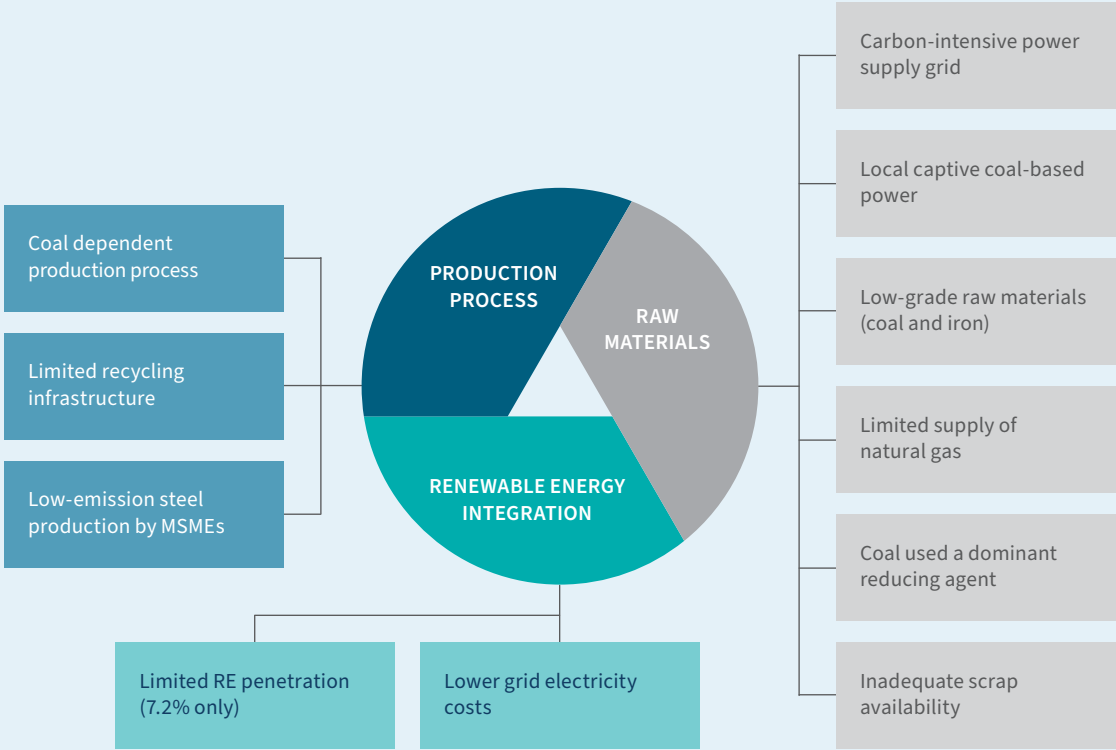 Coal dependent
production process
Limited recycling
infrastructure
Low-emission steel
production by MSMEs
PRODUCTION
PROCESS
RAW
MATERIALS
RENEWABLE ENERGY
INTEGRATION
Carbon-intensive power
supply grid
Local captive coal-based
power
Low-grade raw materials
(coal and iron)
Limited supply of
natural gas
Coal used a dominant
reducing agent
Inadequate scrap
availability
Limited RE penetration
(7.2% only)
Lower grid electricity
costs